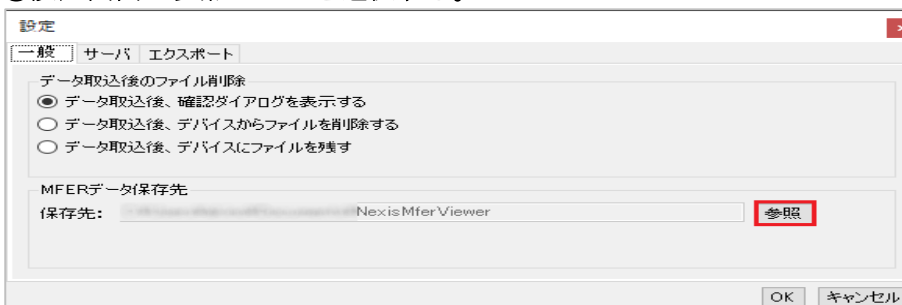 設定
一般 サーバ エクスポート
データ取込後のファイル削除
データ取込後、確認ダイアログを表示する
データ取込後、デバイスからファイルを削除する
データ取込後、デバイスにファイルを残す
MFERデータ保存先
保存先: NexisMferViewer 参照
OK キャンセル